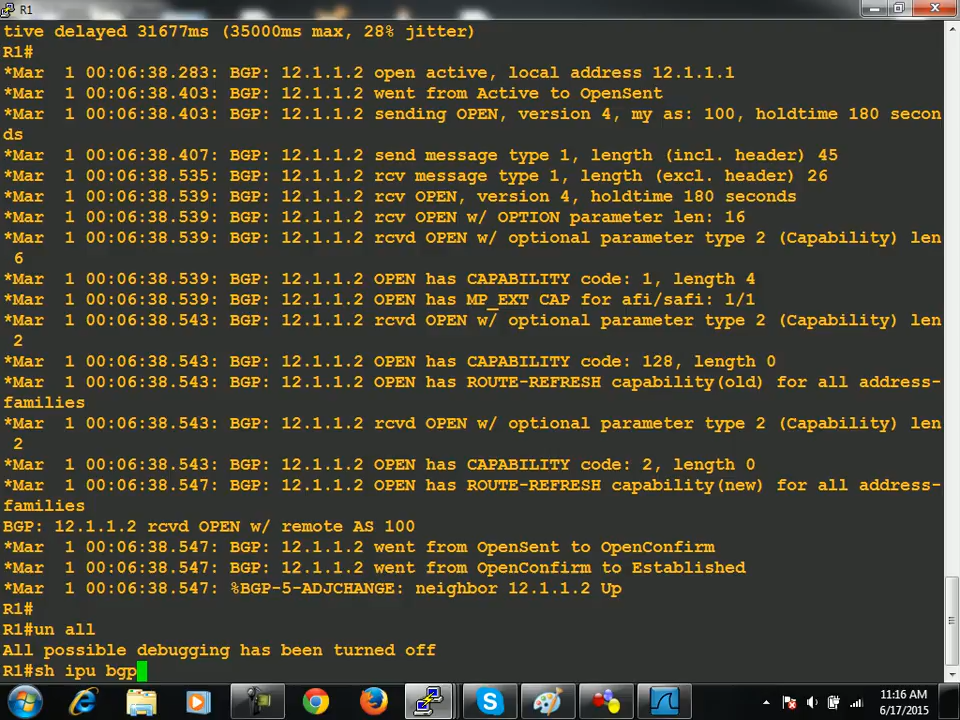 R1
tive delayed 31677ms (35000ms max, 28% jitter)
R1#
*Mar  1 00:06:38.283: BGP: 12.1.1.2 open active, local address 12.1.1.1
*Mar  1 00:06:38.403: BGP: 12.1.1.2 went from Active to OpenSent
*Mar  1 00:06:38.403: BGP: 12.1.1.2 sending OPEN, version 4, my as: 100, holdtime 180 secon
ds
*Mar  1 00:06:38.407: BGP: 12.1.1.2 send message type 1, length (incl. header) 45
*Mar  1 00:06:38.535: BGP: 12.1.1.2 rcv message type 1, length (excl. header) 26
*Mar  1 00:06:38.539: BGP: 12.1.1.2 rcv OPEN, version 4, holdtime 180 seconds
*Mar  1 00:06:38.539: BGP: 12.1.1.2 rcv OPEN w/ OPTION parameter len: 16
*Mar  1 00:06:38.539: BGP: 12.1.1.2 rcvd OPEN w/ optional parameter type 2 (Capability) len
 6
*Mar  1 00:06:38.539: BGP: 12.1.1.2 OPEN has CAPABILITY code: 1, length 4
*Mar  1 00:06:38.539: BGP: 12.1.1.2 OPEN has MP_EXT CAP for afi/safi: 1/1
*Mar  1 00:06:38.543: BGP: 12.1.1.2 rcvd OPEN w/ optional parameter type 2 (Capability) len
 2
*Mar  1 00:06:38.543: BGP: 12.1.1.2 OPEN has CAPABILITY code: 128, length 0
*Mar  1 00:06:38.543: BGP: 12.1.1.2 OPEN has ROUTE-REFRESH capability(old) for all address-
families
*Mar  1 00:06:38.543: BGP: 12.1.1.2 rcvd OPEN w/ optional parameter type 2 (Capability) len
 2
*Mar  1 00:06:38.543: BGP: 12.1.1.2 OPEN has CAPABILITY code: 2, length 0
*Mar  1 00:06:38.547: BGP: 12.1.1.2 OPEN has ROUTE-REFRESH capability(new) for all address-
families
BGP: 12.1.1.2 rcvd OPEN w/ remote AS 100
*Mar  1 00:06:38.547: BGP: 12.1.1.2 went from OpenSent to OpenConfirm
*Mar  1 00:06:38.547: BGP: 12.1.1.2 went from OpenConfirm to Established
*Mar  1 00:06:38.547: %BGP-5-ADJCHANGE: neighbor 12.1.1.2 Up
R1#
R1#un all
All possible debugging has been turned off
R1#sh ipu bgp
11:16 AM
6/17/2015